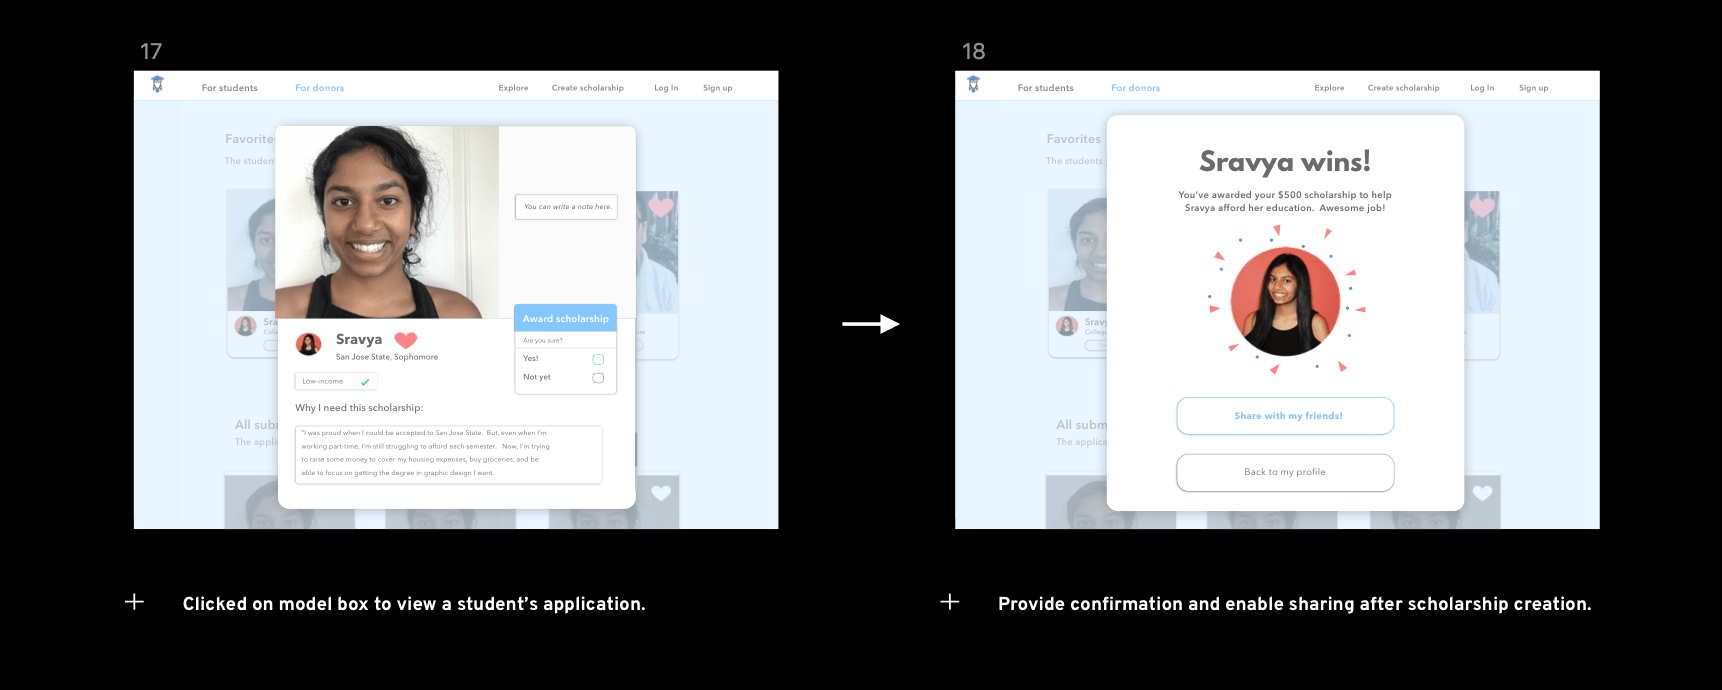 17
For students
For donors
Explore
Create scholarship
Log In
Sign up
Favorite
The studen
You can write a note here.
Award scholarship
Are you sure?
Yes!
Not yet
Sravya
San Jose State, Sophomore
Low-income
Why I need this scholarship:
"I was proud when I could be accepted to San Jose State. But, even when I'm
working part-time, I'm still struggling to afford each semester. Now, I'm trying
to raise some money to cover my housing expenses, buy groceries, and be
able to focus on getting the degree in graphic design I want.
Sra
Colle
All subm
The appli
Clicked on model box to view a student's application.
18
For students
For donors
Explore
Create scholarship
Log In
Sign up
Favorites
The students
Sravya wins!
You've awarded your $500 scholarship to help
Sravya afford her education. Awesome job!
Share with my friends!
Back to my profile
Sravy
College
All subm
The applica
Provide confirmation and enable sharing after scholarship creation.